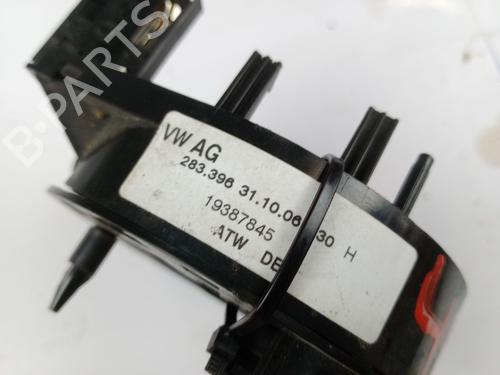 VW AG
283.396 31.10.06 30 H
19387845
ATW DE
B-PARTS